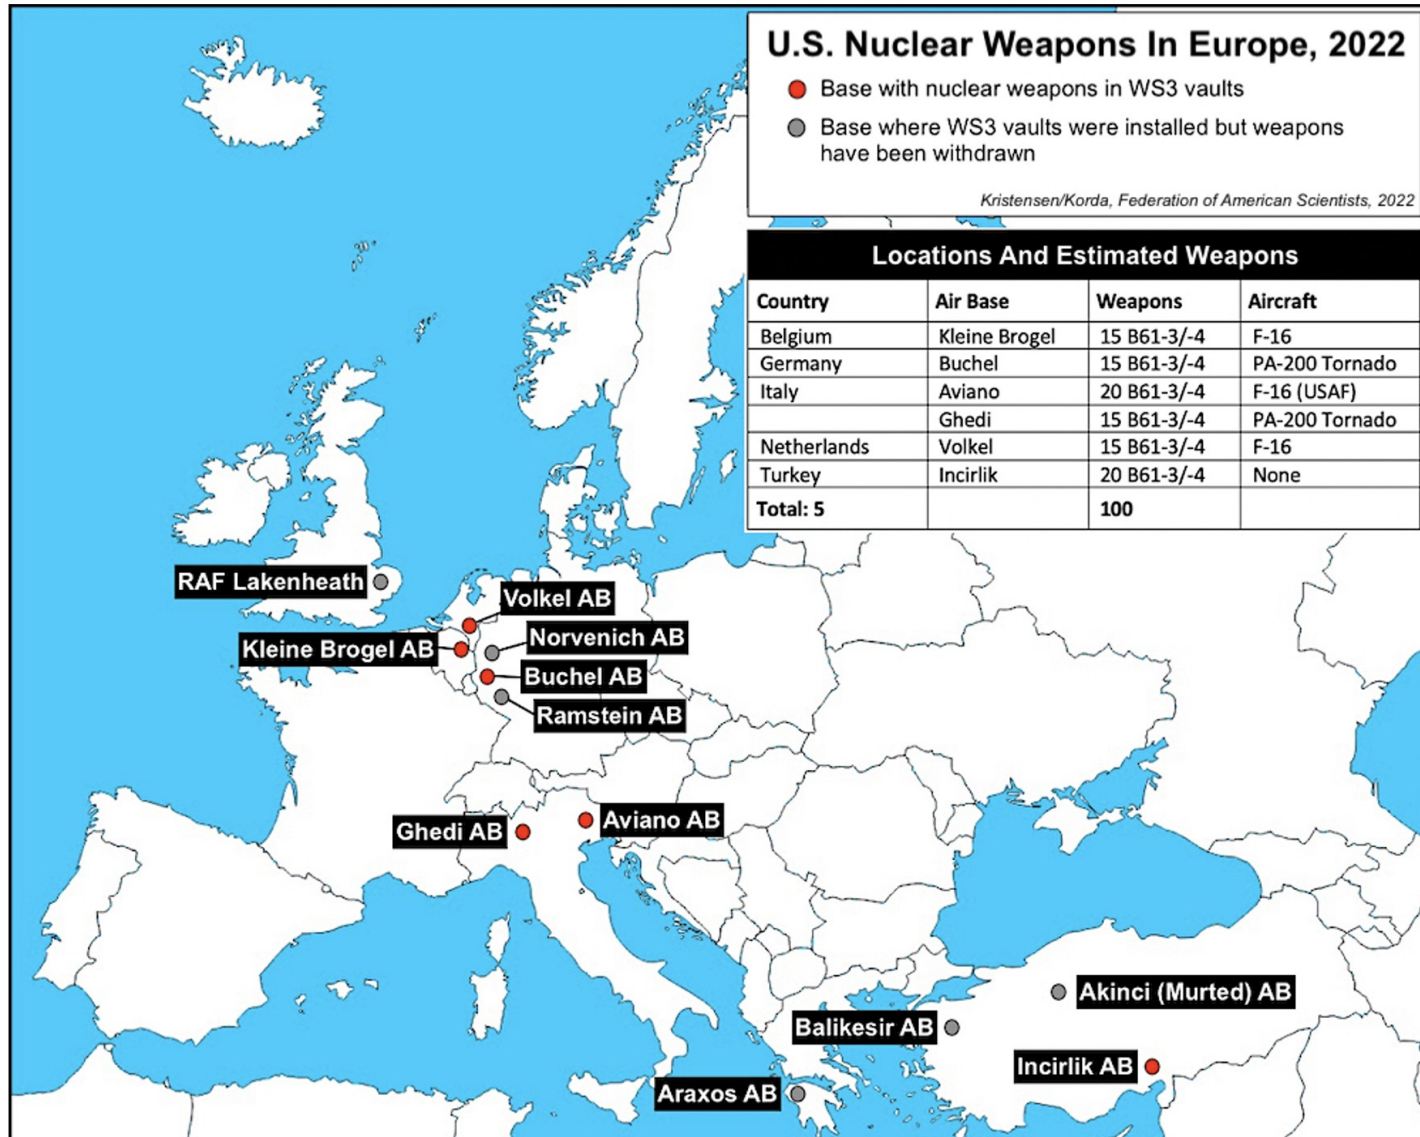 U.S. Nuclear Weapons In Europe, 2022
Base with nuclear weapons in WS3 vaults
Base where WS3 vaults were installed but weapons
have been withdrawn
Kristensen/Korda, Federation of American Scientists, 2022
Locations And Estimated Weapons
Country Air Base Weapons Aircraft
Belgium Kleine Brogel 15 B61-3/-4 F-16
Germany Buchel 15 B61-3/-4 PA-200 Tornado
Italy Aviano 20 B61-3/-4 F-16 (USAF)
Ghedi 15 B61-3/-4 PA-200 Tornado
Netherlands Volkel 15 B61-3/-4 F-16
Turkey Incirlik 20 B61-3/-4 None
Total: 5 100
RAF Lakenheath
Volkel AB
Norvenich AB
Kleine Brogel AB
Buchel AB
Ramstein AB
Aviano AB
Ghedi AB
Akinci (Murted) AB
Balikesir AB
Incirlik AB
Araxos AB